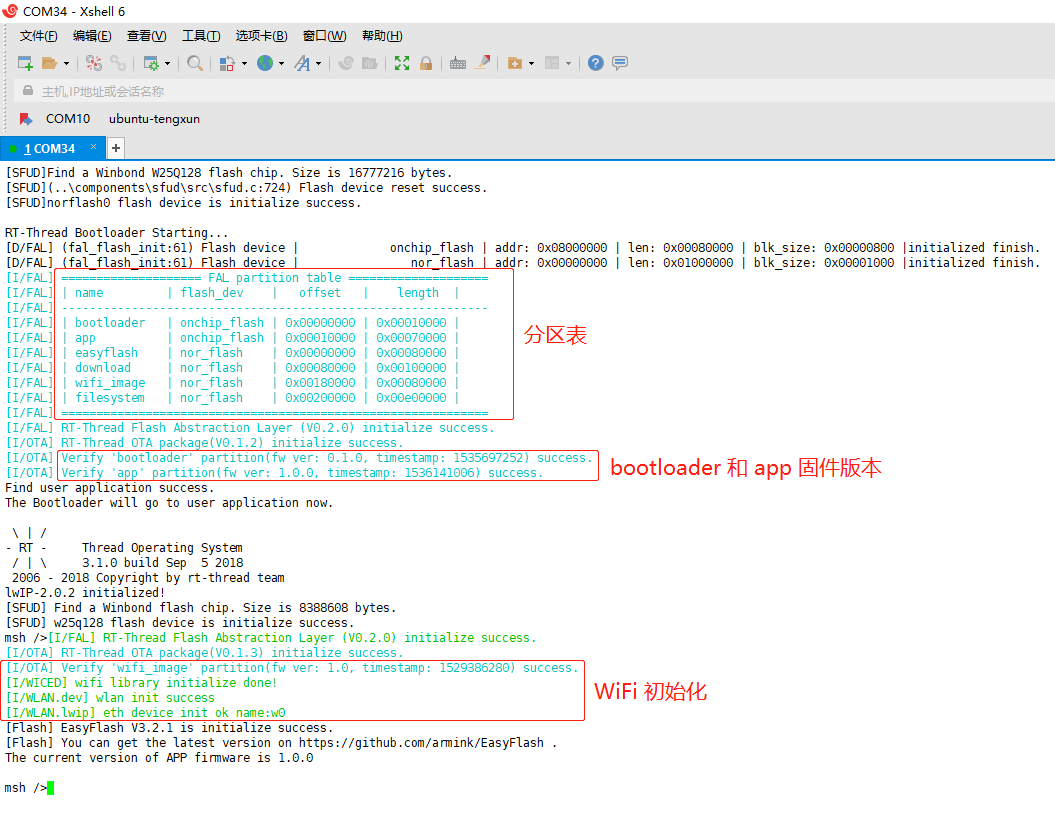 COM34 - Xshell 6
文件(F) 编辑(E) 查看(V) 工具(T) 选项卡(B) 窗口(W) 帮助(H)
主机,IP地址或会话名称
COM10 ubuntu-tengxun
1 COM34 × +
[SFUD]Find a Winbond W25Q128 flash chip. Size is 16777216 bytes.
[SFUD](..\components\sfud\src\sfud.c:724) Flash device reset success.
[SFUD]norflash0 flash device is initialize success.
RT-Thread Bootloader Starting...
[D/FAL] (fal_flash_init:61) Flash device |             onchip_flash | addr: 0x08000000 | len: 0x00080000 | blk_size: 0x00000800 |initialized finish.
[D/FAL] (fal_flash_init:61) Flash device |                nor_flash | addr: 0x00000000 | len: 0x01000000 | blk_size: 0x00001000 |initialized finish.
[I/FAL] ==================== FAL partition table ====================
[I/FAL] | name         | flash_dev    |   offset   |    length  |
[I/FAL] -------------------------------------------------------------
[I/FAL] | bootloader   | onchip_flash | 0x00000000 | 0x00010000 |
[I/FAL] | app          | onchip_flash | 0x00010000 | 0x00070000 |
分区表
[I/FAL] | easyflash    | nor_flash    | 0x00000000 | 0x00080000 |
[I/FAL] | download     | nor_flash    | 0x00080000 | 0x00100000 |
[I/FAL] | wifi_image   | nor_flash    | 0x00180000 | 0x00080000 |
[I/FAL] | filesystem   | nor_flash    | 0x00200000 | 0x00e00000 |
[I/FAL] =============================================================
[I/FAL] RT-Thread Flash Abstraction Layer (V0.2.0) initialize success.
[I/OTA] RT-Thread OTA package(V0.1.2) initialize success.
[I/OTA] Verify 'bootloader' partition(fw ver: 0.1.0, timestamp: 1535697252) success.
[I/OTA] Verify 'app' partition(fw ver: 1.0.0, timestamp: 1536141006) success.
bootloader 和 app 固件版本
Find user application success.
The Bootloader will go to user application now.
\ | /
- RT -     Thread Operating System
/ | \     3.1.0 build Sep  5 2018
2006 - 2018 Copyright by rt-thread team
lwIP-2.0.2 initialized!
[SFUD] Find a Winbond flash chip. Size is 8388608 bytes.
[SFUD] w25q128 flash device is initialize success.
msh />[I/FAL] RT-Thread Flash Abstraction Layer (V0.2.0) initialize success.
[I/OTA] RT-Thread OTA package(V0.1.3) initialize success.
[I/OTA] Verify 'wifi_image' partition(fw ver: 1.0, timestamp: 1529386280) success.
[I/WICED] wifi library initialize done!
[I/WLAN.dev] wlan init success
WiFi 初始化
[I/WLAN.lwip] eth device init ok name:w0
[Flash] EasyFlash V3.2.1 is initialize success.
[Flash] You can get the latest version on https://github.com/armink/EasyFlash .
The current version of APP firmware is 1.0.0
msh />